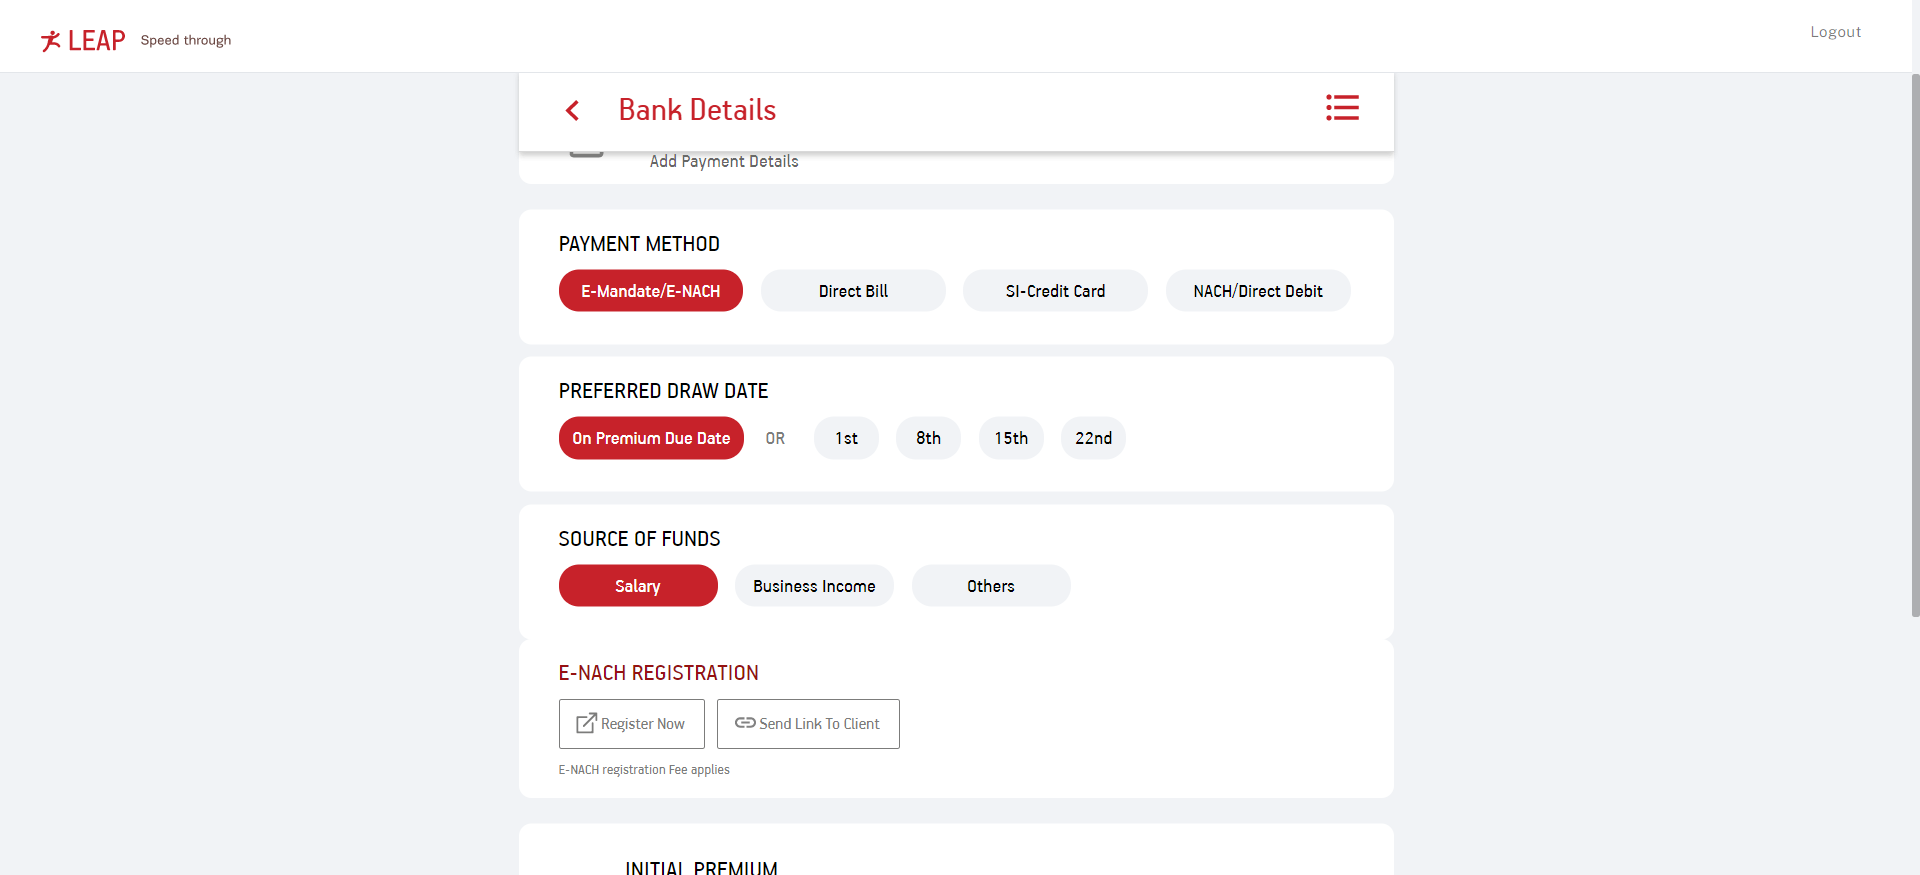 LEAP Speed through
Logout
Bank Details
Add Payment Details
PAYMENT METHOD
E-Mandate/E-NACH Direct Bill SI-Credit Card NACH/Direct Debit
PREFERRED DRAW DATE
On Premium Due Date OR 1st 8th 15th 22nd
SOURCE OF FUNDS
Salary Business Income Others
E-NACH REGISTRATION
Register Now Send Link To Client
E-NACH registration Fee applies
INITIAL PREMIUM